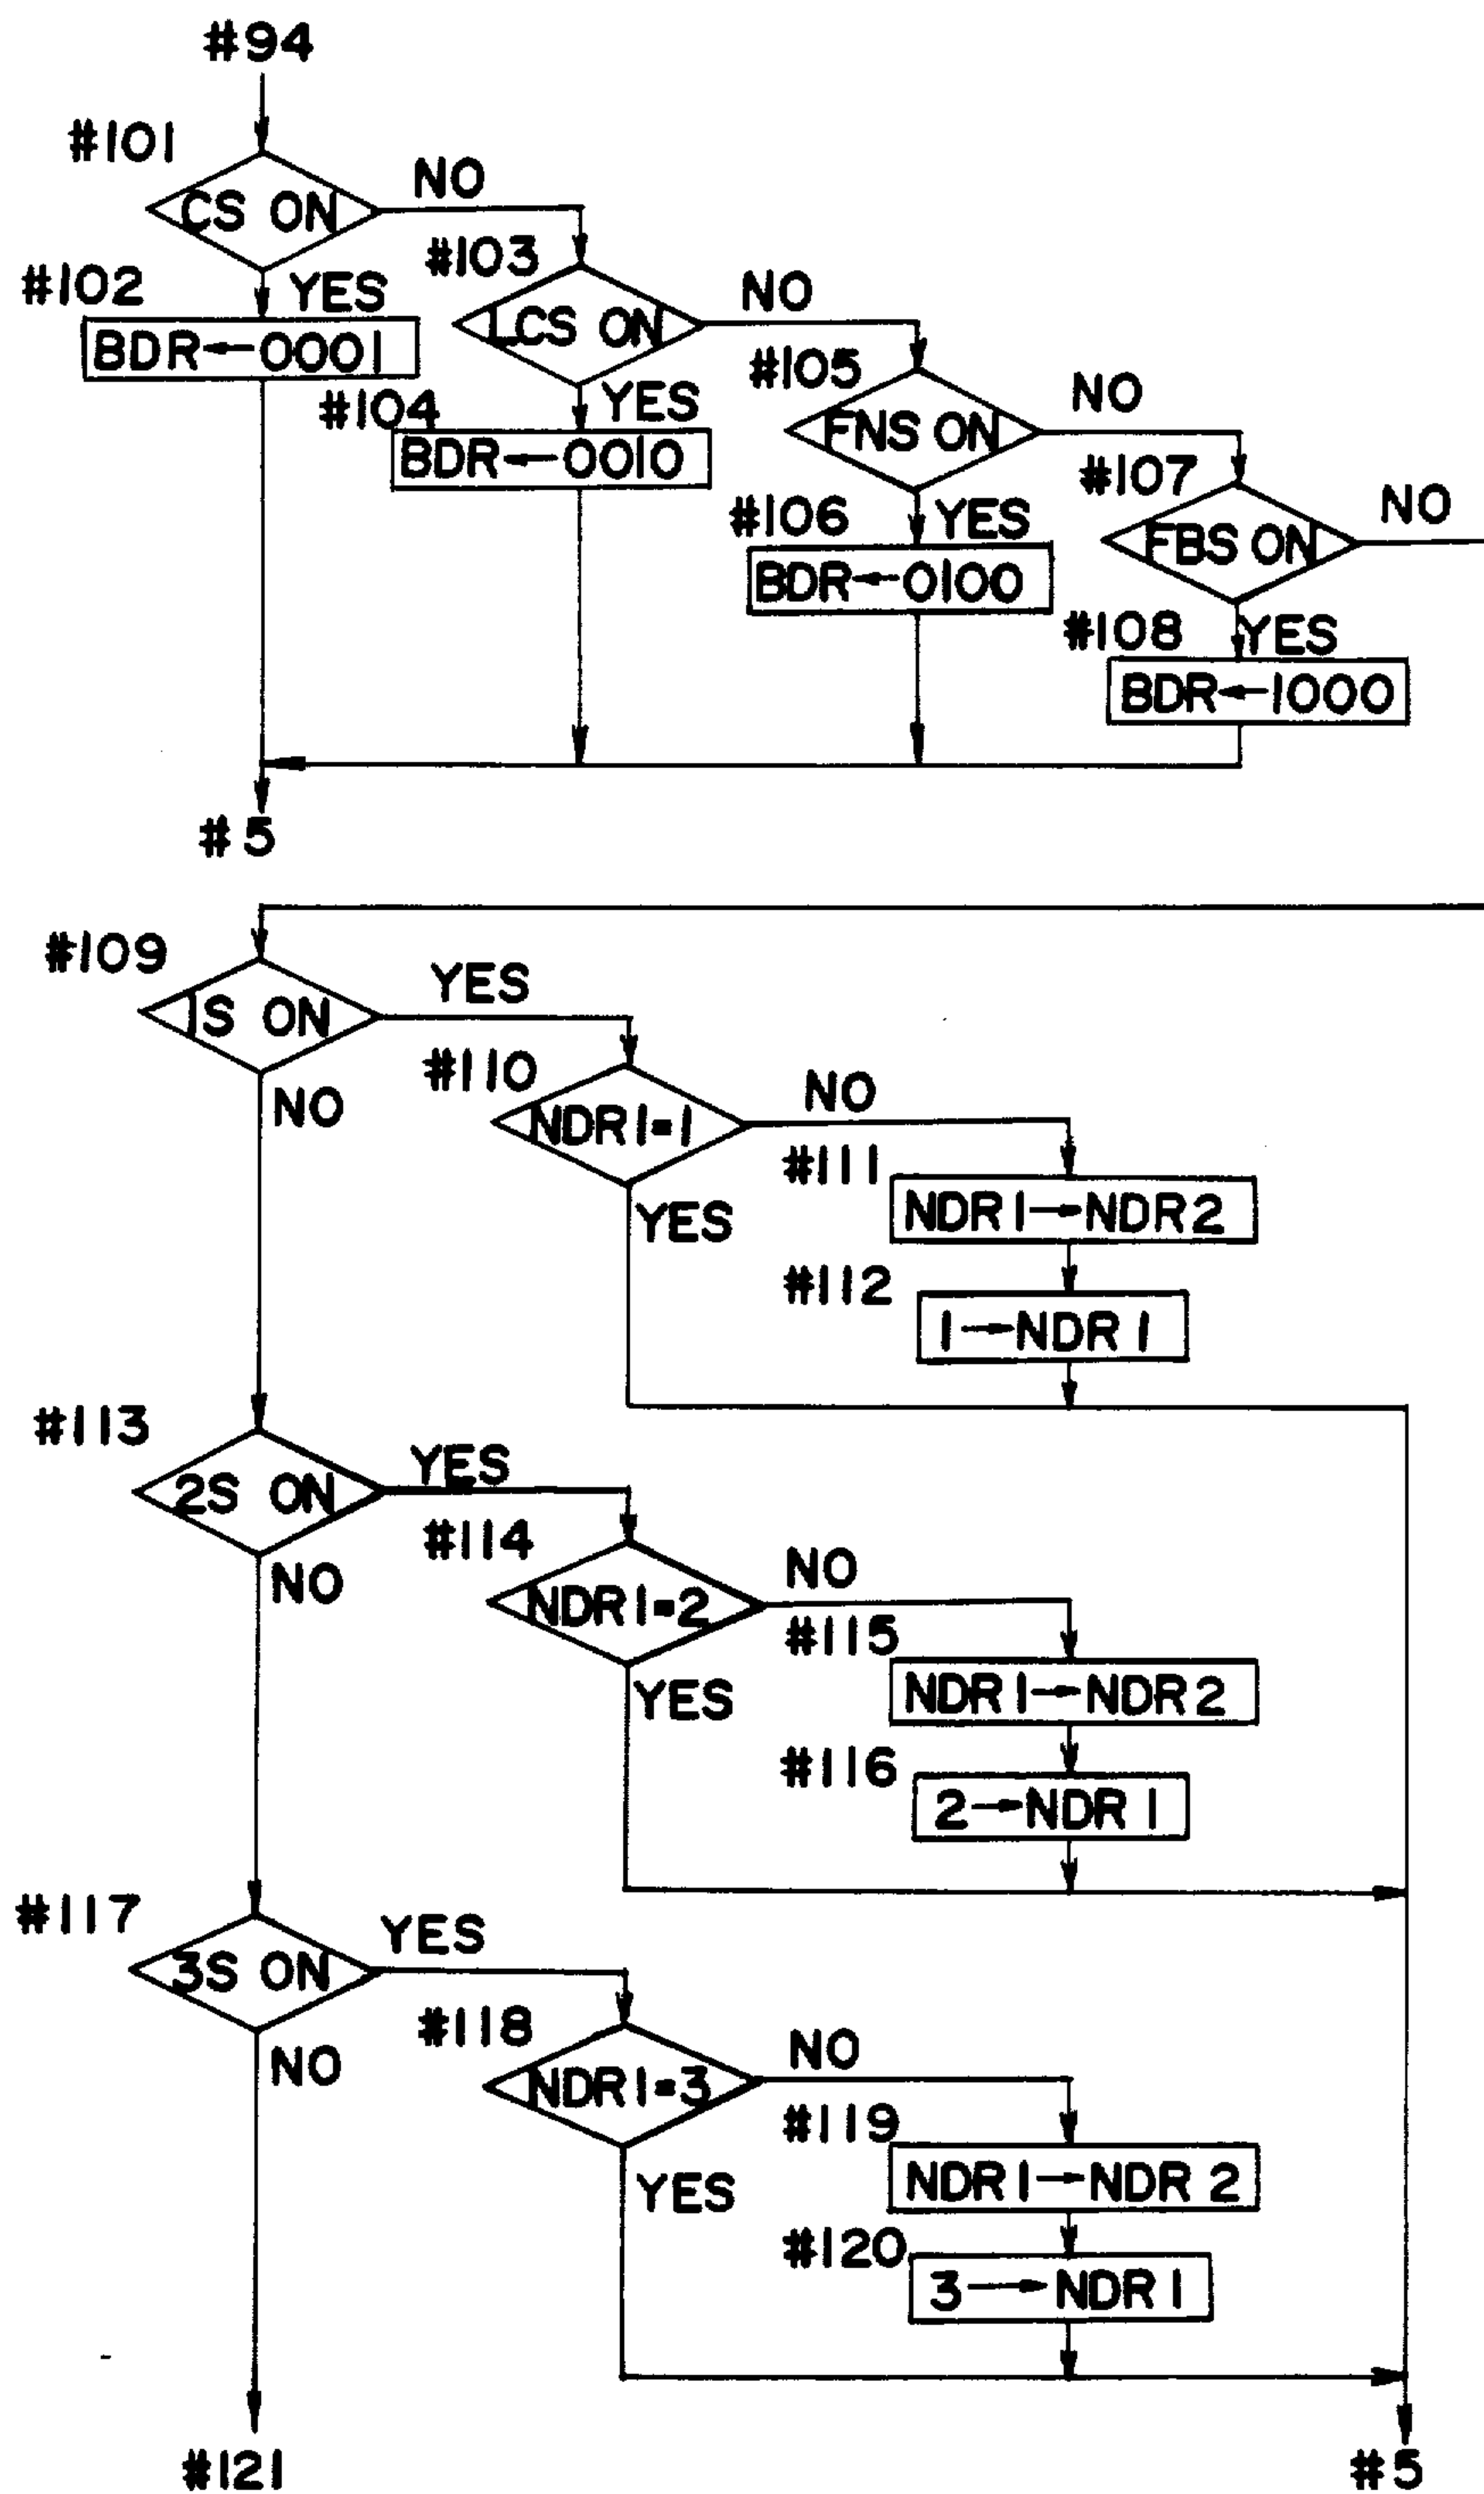 #94
#101
CS ON
NO
#102
YES
BDR←0001
#103
LCS ON
NO
#104
YES
BDR←0010
#105
FNS ON
NO
#106
YES
BDR←0100
#107
FBS ON
NO
#108
YES
BDR←1000
#5
#109
1S ON
YES
NO
#110
NDR1=1
NO
YES
#111
NDR1→NDR2
#112
1→NDR1
#113
2S ON
YES
NO
#114
NDR1=2
NO
YES
#115
NDR1→NDR2
#116
2→NDR1
#117
3S ON
YES
NO
#118
NDR1=3
NO
YES
#119
NDR1→NDR2
#120
3→NDR1
#121
#5